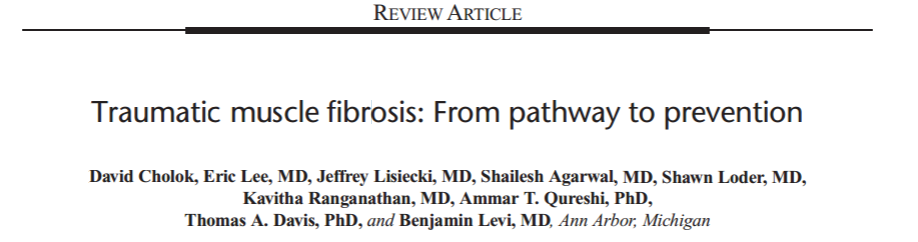 REVIEW ARTICLE
Traumatic muscle fibrosis: From pathway to prevention
David Cholok, Eric Lee, MD, Jeffrey Lisiecki, MD, Shailesh Agarwal, MD, Shawn Loder, MD,
Kavitha Ranganathan, MD, Ammar T. Qureshi, PhD,
Thomas A. Davis, PhD, and Benjamin Levi, MD, Ann Arbor, Michigan